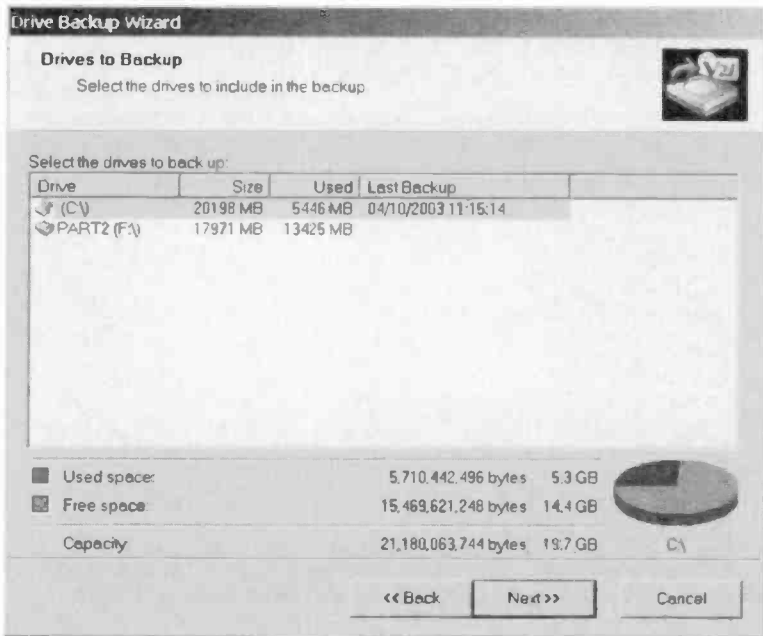 Drive Backup Wizard
Drives to Backup
Select the drives to include in the backup
V2i
Select the drives to back up:
Drive Size Used Last Backup
(C:\) 20198 MB 5446 MB 04/10/2003 11:15:14
PART2 (F:\) 17971 MB 13425 MB
Used space: 5,710,442,496 bytes 5.3 GB
Free space: 15,469,621,248 bytes 14.4 GB
Capacity: 21,180,063,744 bytes 19.7 GB
C:\
<< Back Next >> Cancel